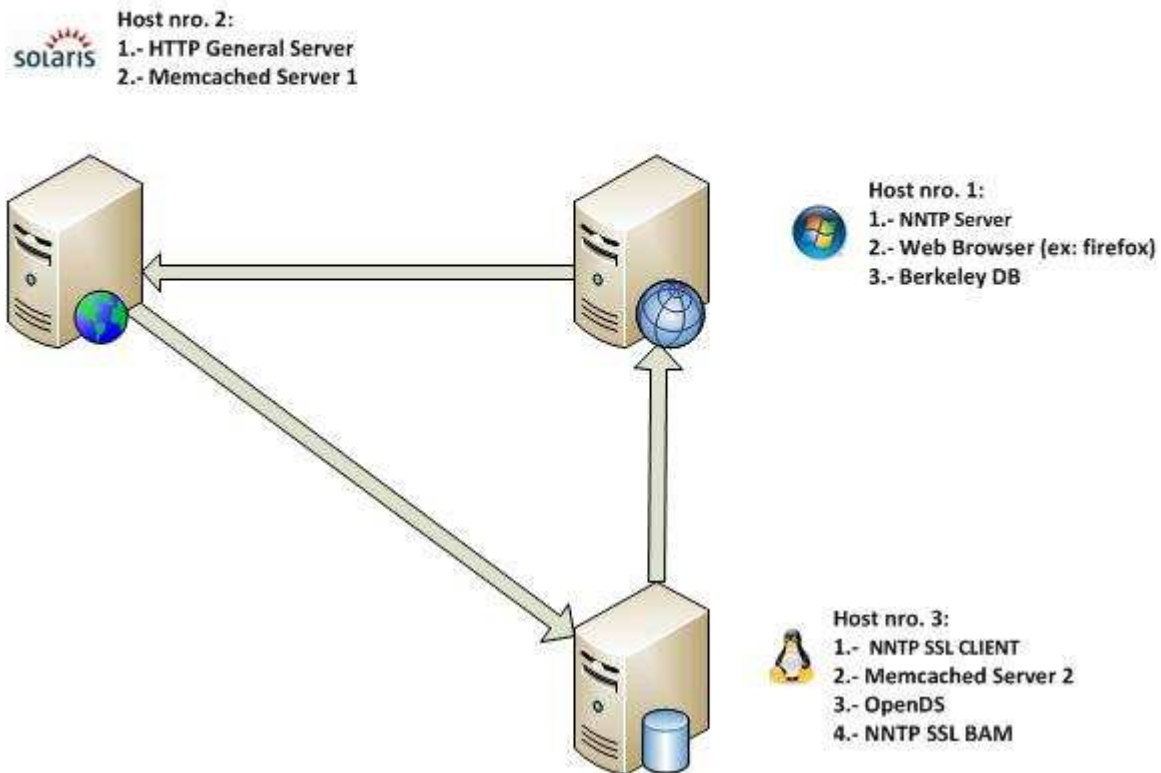 Host nro. 2:
solaris
1.- HTTP General Server
2.- Memcached Server 1
Host nro. 1:
1.- NNTP Server
2.- Web Browser (ex: firefox)
3.- Berkeley DB
Host nro. 3:
1.- NNTP SSL CLIENT
2.- Memcached Server 2
3.- OpenDS
4.- NNTP SSL BAM